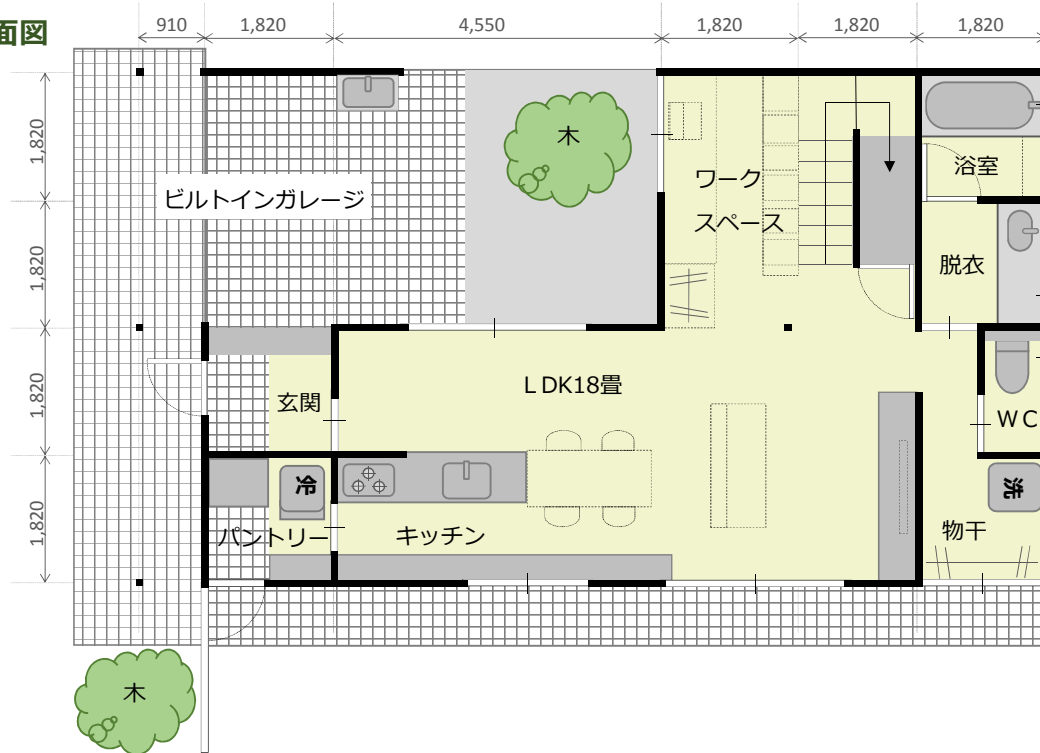 面図
910
1,820
4,550
1,820
1,820
1,820
1,820
1,820
1,820
1,820
木
ビルトインガレージ
ワーク
スペース
浴室
脱衣
LDK18畳
玄関
WC
冷
洗
パントリー
キッチン
物干
木